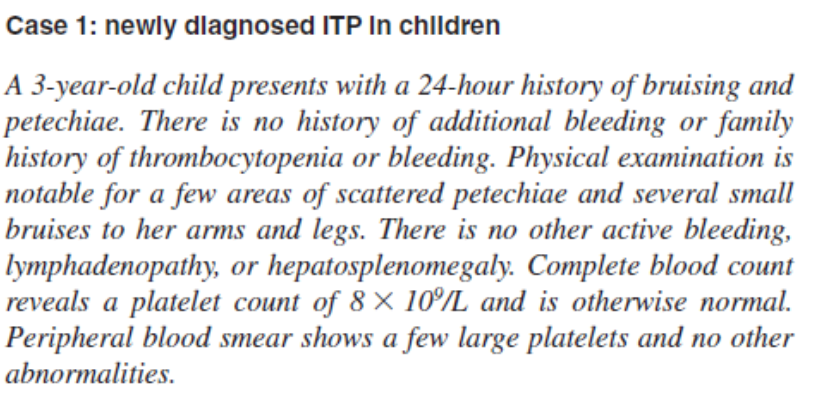 Case 1: newly diagnosed ITP in children
A 3-year-old child presents with a 24-hour history of bruising and
petechiae. There is no history of additional bleeding or family
history of thrombocytopenia or bleeding. Physical examination is
notable for a few areas of scattered petechiae and several small
bruises to her arms and legs. There is no other active bleeding,
lymphadenopathy, or hepatosplenomegaly. Complete blood count
reveals a platelet count of 8 × 10⁹/L and is otherwise normal.
Peripheral blood smear shows a few large platelets and no other
abnormalities.